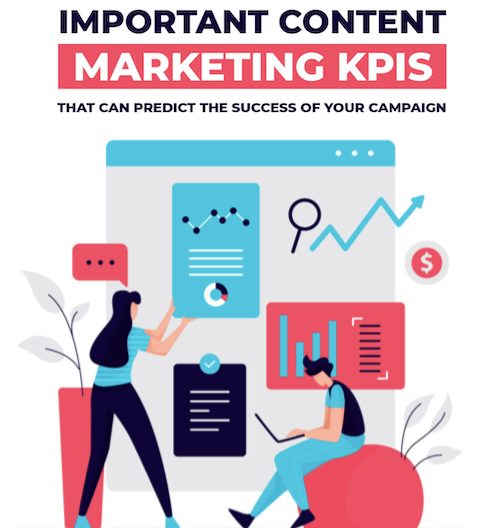 IMPORTANT CONTENT
MARKETING KPIS
THAT CAN PREDICT THE SUCCESS OF YOUR CAMPAIGN
$